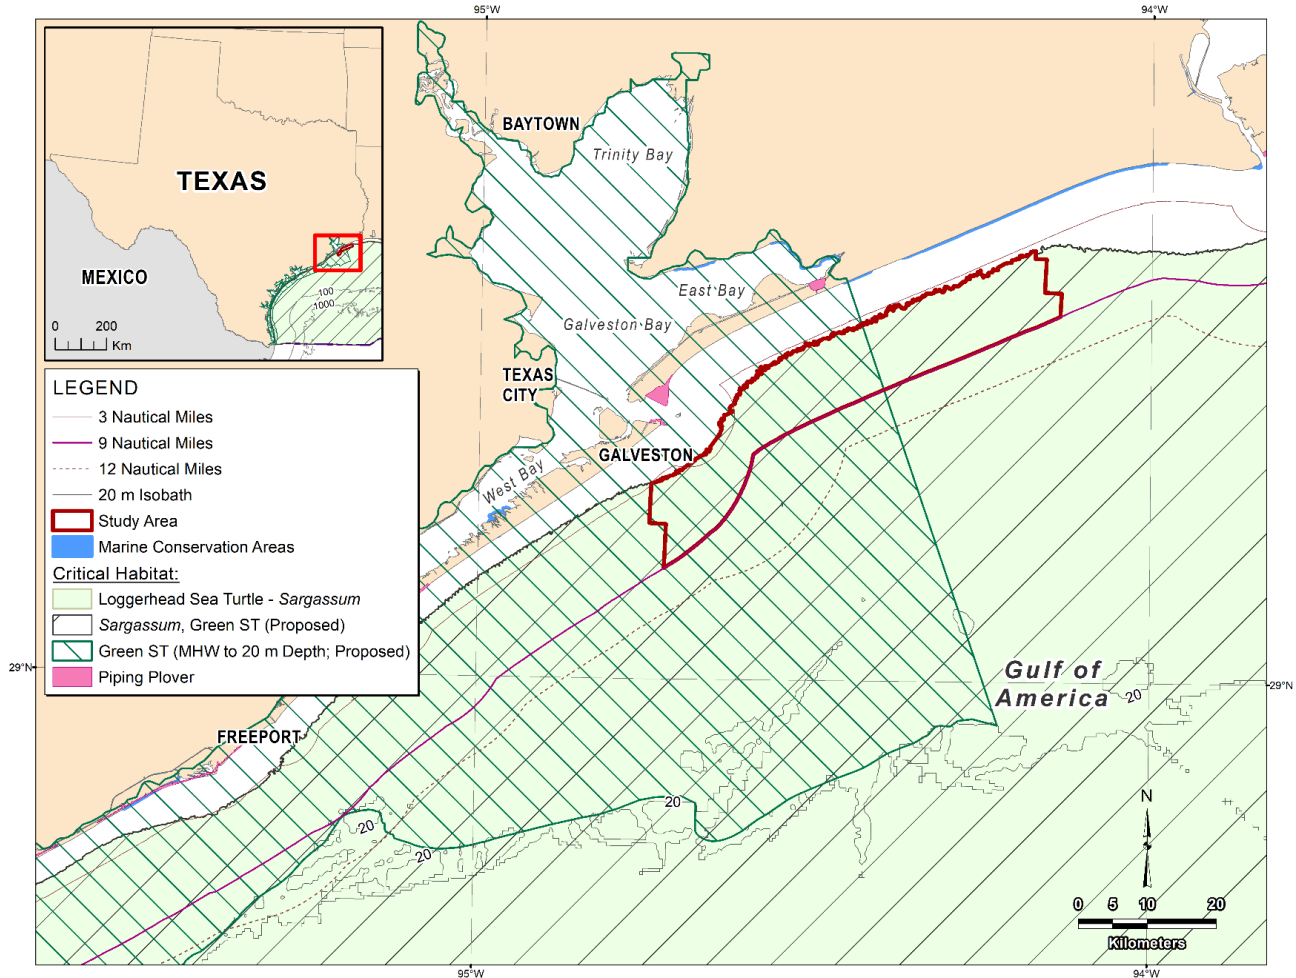 95°W
94°W
BAYTOWN
Trinity Bay
TEXAS
MEXICO
100
1000
0 200
Km
East Bay
Galveston Bay
TEXAS
CITY
GALVESTON
West Bay
LEGEND
3 Nautical Miles
9 Nautical Miles
12 Nautical Miles
20 m Isobath
Study Area
Marine Conservation Areas
Critical Habitat:
Loggerhead Sea Turtle - Sargassum
Sargassum, Green ST (Proposed)
Green ST (MHW to 20 m Depth; Proposed)
Piping Plover
29°N
29°N
Gulf of
America
20
FREEPORT
20
20
20
N
0 5 10 20
Kilometers
95°W
94°W